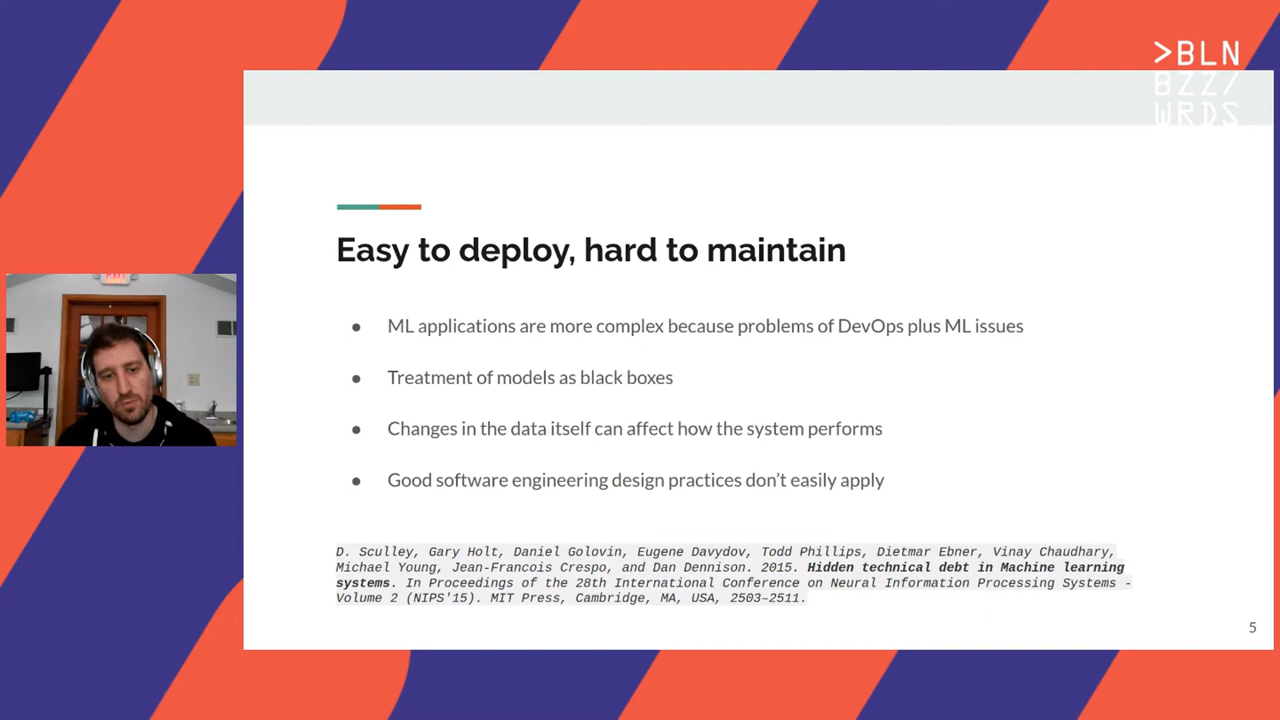 >BLN
BZZ/
WRDS
Easy to deploy, hard to maintain
● ML applications are more complex because problems of DevOps plus ML issues
● Treatment of models as black boxes
● Changes in the data itself can affect how the system performs
● Good software engineering design practices don’t easily apply
D. Sculley, Gary Holt, Daniel Golovin, Eugene Davydov, Todd Phillips, Dietmar Ebner, Vinay Chaudhary,
Michael Young, Jean-Francois Crespo, and Dan Dennison. 2015. Hidden technical debt in Machine learning
systems. In Proceedings of the 28th International Conference on Neural Information Processing Systems -
Volume 2 (NIPS'15). MIT Press, Cambridge, MA, USA, 2503–2511.
5